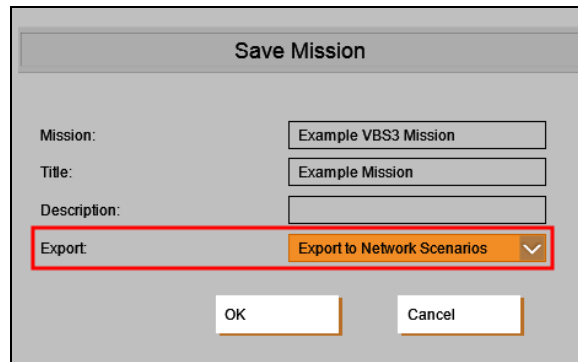 Save Mission
Mission: Example VBS3 Mission
Title: Example Mission
Description:
Export: Export to Network Scenarios
OK Cancel